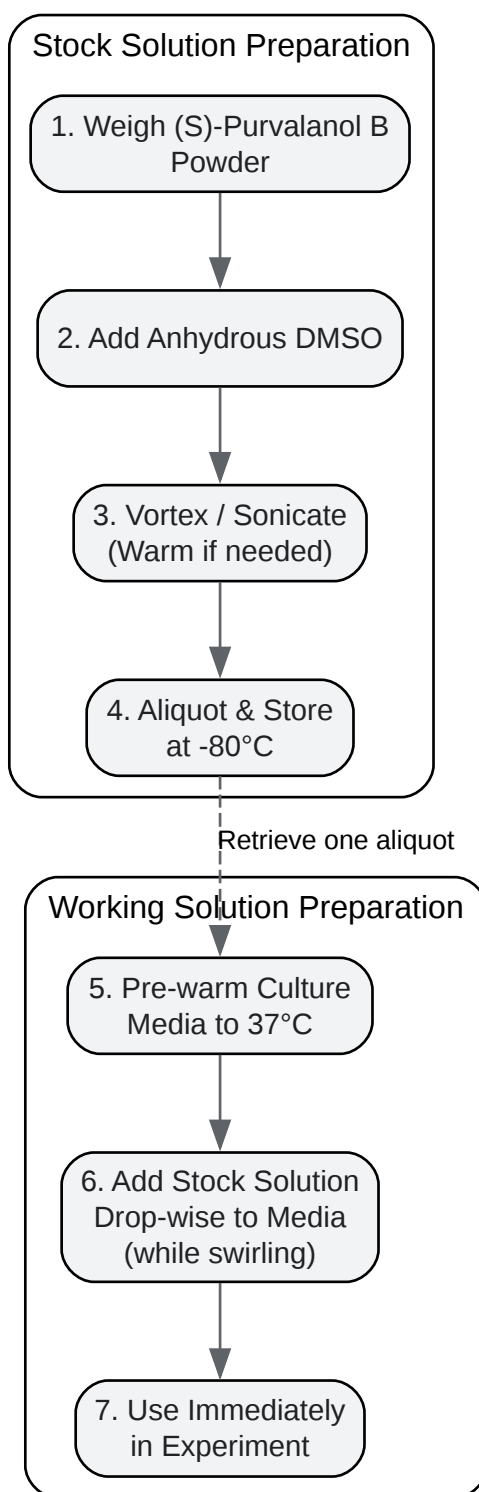 Stock Solution Preparation
1. Weigh (S)-Purvalanol B
Powder
2. Add Anhydrous DMSO
3. Vortex / Sonicate
(Warm if needed)
4. Aliquot & Store
at -80°C
Retrieve one aliquot
Working Solution Preparation
5. Pre-warm Culture
Media to 37°C
6. Add Stock Solution
Drop-wise to Media
(while swirling)
7. Use Immediately
in Experiment